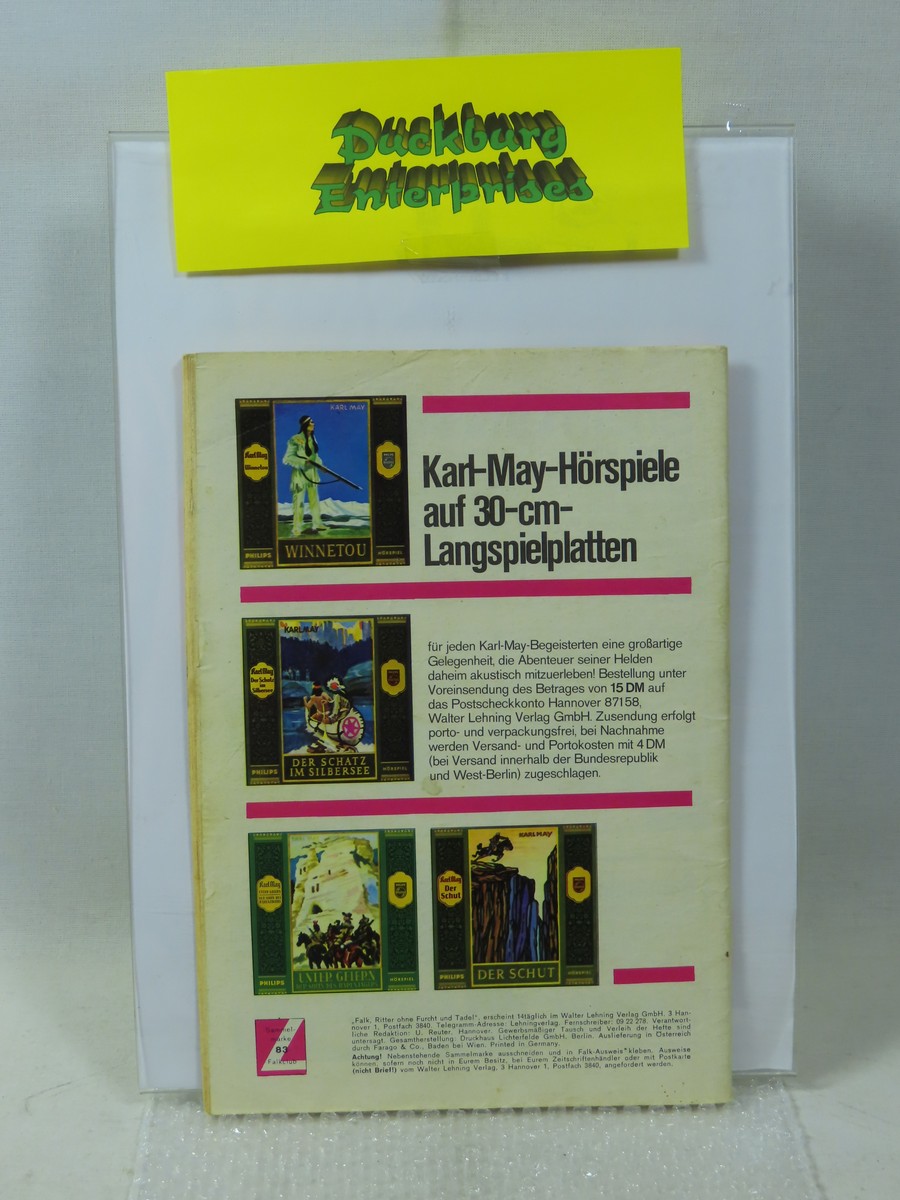 Duckburg
Enterprises
KARL MAY
Karl May
Winnetou
WINNETOU
PHILIPS
HÖRSPIEL
Karl-May-Hörspiele
auf 30-cm-
Langspielplatten
KARL MAY
Karl May
Der Schatz
im
Silbersee
DER SCHATZ
IM SILBERSEE
PHILIPS
HÖRSPIEL
für jeden Karl-May-Begeisterten eine großartige
Gelegenheit, die Abenteuer seiner Helden
daheim akustisch mitzuerleben! Bestellung unter
Voreinsendung des Betrages von 15 DM auf
das Postscheckkonto Hannover 87158,
Walter Lehning Verlag GmbH. Zusendung erfolgt
porto- und verpackungsfrei, bei Nachnahme
werden Versand- und Portokosten mit 4 DM
(bei Versand innerhalb der Bundesrepublik
und West-Berlin) zugeschlagen.
Karl May
UNTER GEIERN
PHILIPS
HÖRSPIEL
KARL MAY
Karl May
Der
Schut
DER SCHUT
PHILIPS
HÖRSPIEL
Sammel-
marke
83
Falkclub
„Falk, Ritter ohne Furcht und Tadel", erscheint 14täglich im Walter Lehning Verlag GmbH. 3 Han-
nover 1, Postfach 3840. Telegramm-Adresse: Lehningverlag. Fernschreiber: 09 22 278. Verantwort-
liche Redaktion: U. Reuter, Hannover. Gewerbsmäßiger Tausch und Verleih der Hefte sind
untersagt. Gesamtherstellung: Druckhaus Lichterfelde GmbH, Berlin. Auslieferung in Österreich
durch Farago & Co., Baden bei Wien. Printed in Germany.
Achtung! Nebenstehende Sammelmarke ausschneiden und in Falk-Ausweis kleben. Ausweise
können, sofern noch nicht in Eurem Besitz, bei Eurem Zeitschriftenhändler oder mit Postkarte
(nicht Brief!) vom Walter Lehning Verlag, 3 Hannover 1, Postfach 3840, angefordert werden.